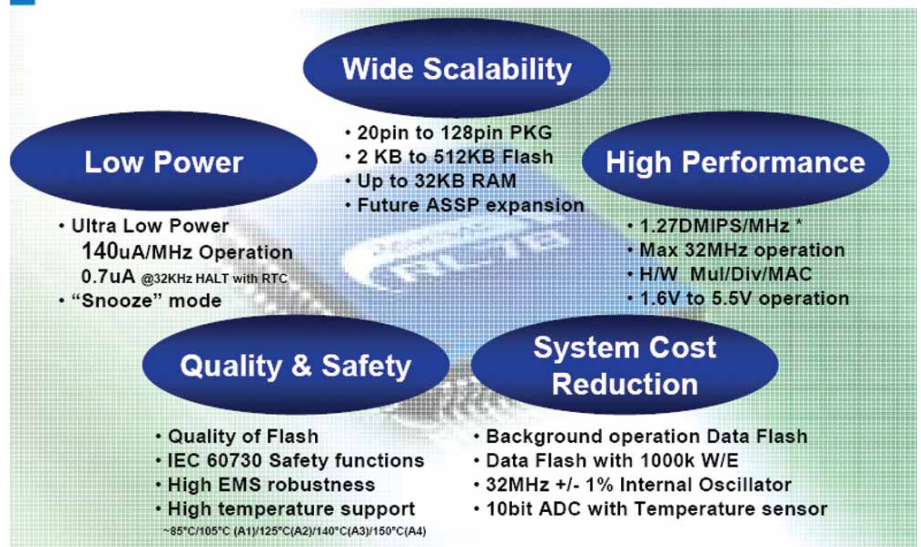 Wide Scalability
• 20pin to 128pin PKG
• 2 KB to 512KB Flash
• Up to 32KB RAM
• Future ASSP expansion
Low Power
• Ultra Low Power
140uA/MHz Operation
0.7uA @32KHz HALT with RTC
• “Snooze” mode
High Performance
• 1.27DMIPS/MHz *
• Max 32MHz operation
• H/W Mul/Div/MAC
• 1.6V to 5.5V operation
RL78
Quality & Safety
• Quality of Flash
• IEC 60730 Safety functions
• High EMS robustness
• High temperature support
~85°C/105°C (A1)/125°C(A2)/140°C(A3)/150°C(A4)
System Cost
Reduction
• Background operation Data Flash
• Data Flash with 1000k W/E
• 32MHz +/- 1% Internal Oscillator
• 10bit ADC with Temperature sensor